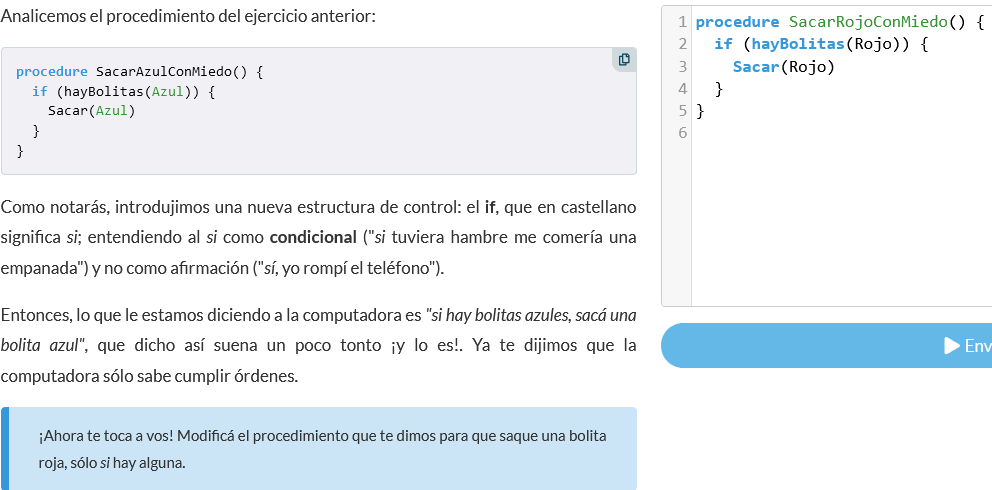 Analicemos el procedimiento del ejercicio anterior:
procedure SacarAzulConMiedo() {
if (hayBolitas(Azul)) {
Sacar(Azul)
}
}
Como notarás, introdujimos una nueva estructura de control: el if, que en castellano
significa si; entendiendo al si como condicional ("si tuviera hambre me comería una
empanada") y no como afirmación ("sí, yo rompí el teléfono").
Entonces, lo que le estamos diciendo a la computadora es "si hay bolitas azules, sacá una
bolita azul", que dicho así suena un poco tonto ¡y lo es!. Ya te dijimos que la
computadora sólo sabe cumplir órdenes.
¡Ahora te toca a vos! Modificá el procedimiento que te dimos para que saque una bolita
roja, sólo si hay alguna.
1 procedure SacarRojoConMiedo() {
2 if (hayBolitas(Rojo)) {
3 Sacar(Rojo)
4 }
5 }
6
Env